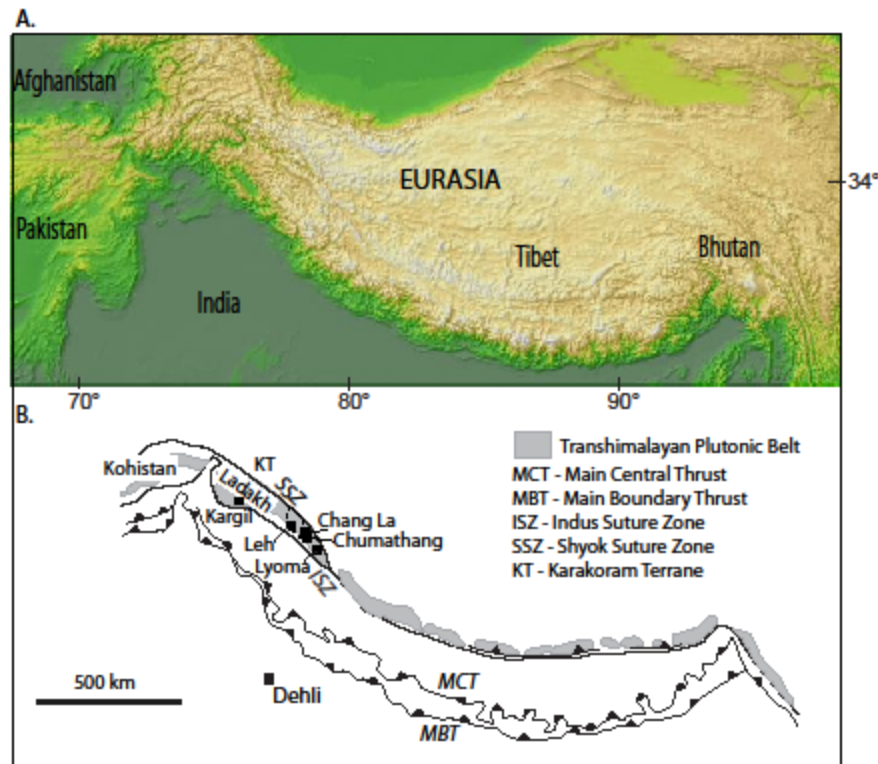 A.
Afghanistan
EURASIA
34°
Pakistan
Tibet
Bhutan
India
70°
80°
90°
B.
Transhimalayan Plutonic Belt
Kohistan
KT
SSZ
MCT - Main Central Thrust
Ladakh
MBT - Main Boundary Thrust
Kargil
Chang La
ISZ - Indus Suture Zone
Leh
Chumathang
SSZ - Shyok Suture Zone
Lyoma
ISZ
KT - Karakoram Terrane
500 km
Dehli
MCT
MBT